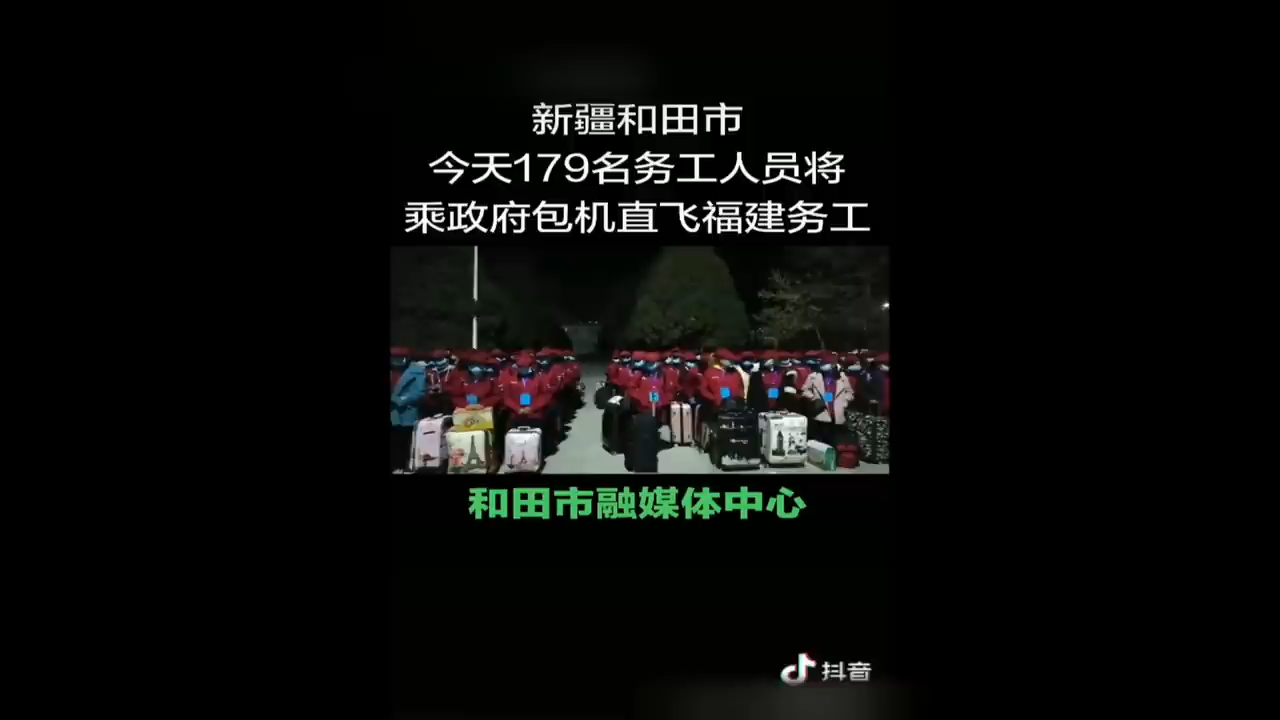 新疆和田市
今天179名务工人员将
乘政府包机直飞福建务工
和田市融媒体中心
抖音